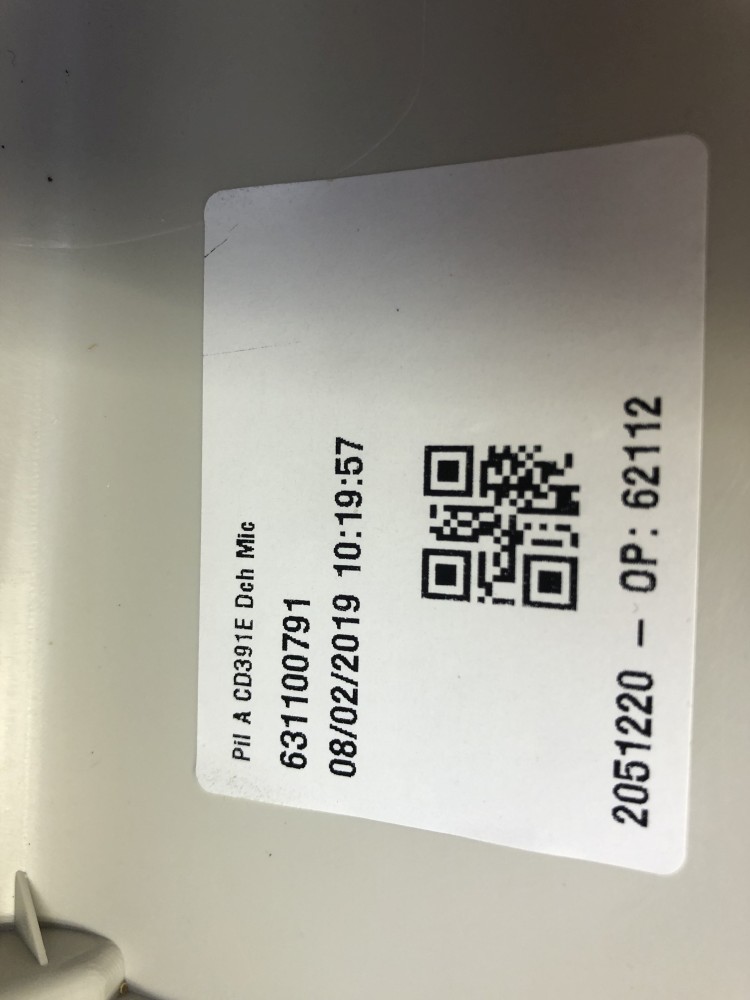 Pil A CD391E Dch Mic
631100791
08/02/2019 10:19:57
2051220 - OP: 62112